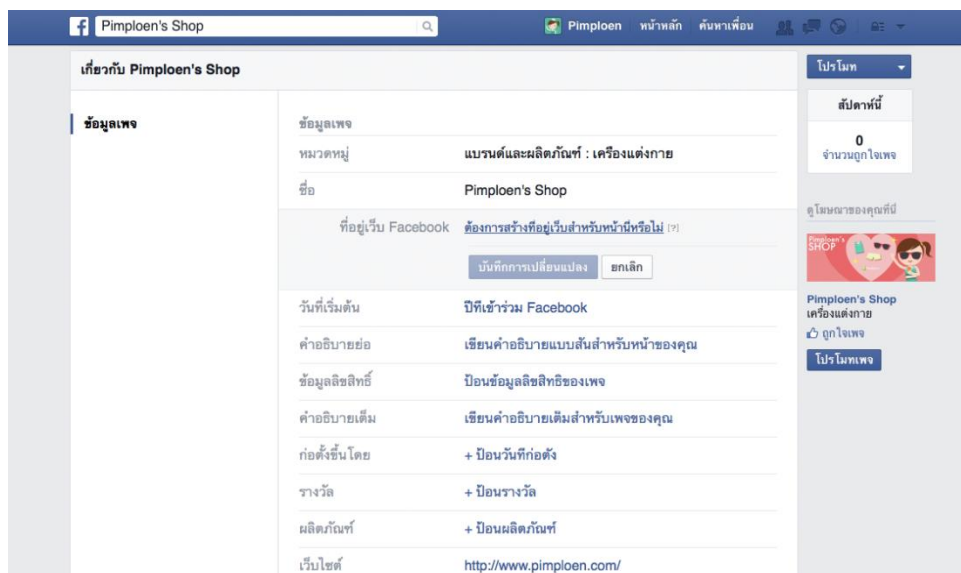 Pimploen's Shop
Pimploen หน้าหลัก ค้นหาเพื่อน
เกี่ยวกับ Pimploen's Shop
ข้อมูลเพจ
ข้อมูลเพจ
หมวดหมู่ แบรนด์และผลิตภัณฑ์ : เครื่องแต่งกาย
ชื่อ Pimploen's Shop
ที่อยู่เว็บ Facebook ต้องการสร้างที่อยู่เว็บสำหรับหน้านี้หรือไม่ [?]
บันทึกการเปลี่ยนแปลง ยกเลิก
วันที่เริ่มต้น ปีที่เข้าร่วม Facebook
คำอธิบายย่อ เขียนคำอธิบายแบบสั้นสำหรับหน้าของคุณ
ข้อมูลลิขสิทธิ์ ป้อนข้อมูลลิขสิทธิ์ของเพจ
คำอธิบายเต็ม เขียนคำอธิบายเต็มสำหรับเพจของคุณ
ก่อตั้งขึ้นโดย + ป้อนวันที่ก่อตั้ง
รางวัล + ป้อนรางวัล
ผลิตภัณฑ์ + ป้อนผลิตภัณฑ์
เว็บไซต์ http://www.pimploen.com/
โปรโมท
สัปดาห์นี้
0
จำนวนถูกใจเพจ
ดูโฆษณาของคุณที่นี่
Pimploen's
SHOP
Pimploen's Shop
เครื่องแต่งกาย
ถูกใจเพจ
โปรโมทเพจ